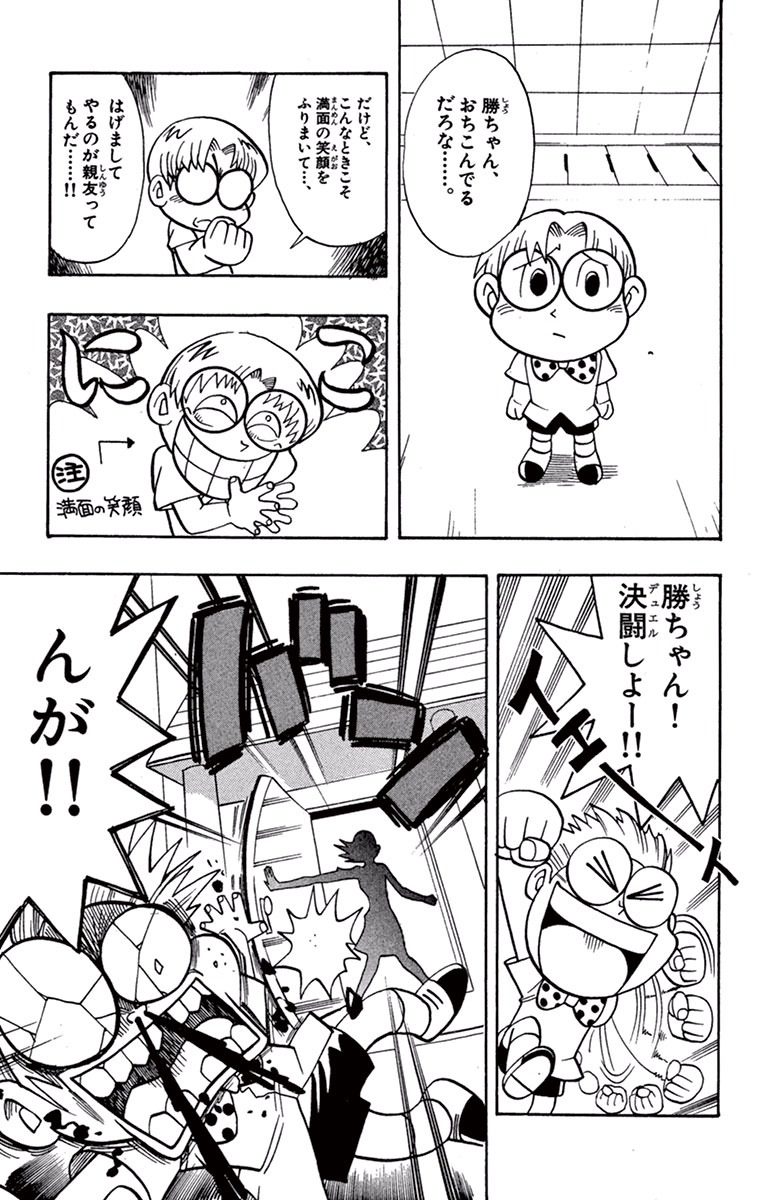 勝ちゃん、
おちこんでる
だろな……。
だけど、
こんなときこそ
満面の笑顔を
ふりまいて…、
はげまして
やるのが親友って
もんだ……!!
にこ
注
満面の笑顔
勝ちゃん!
決闘しよー!!
イエーイ
んが!!